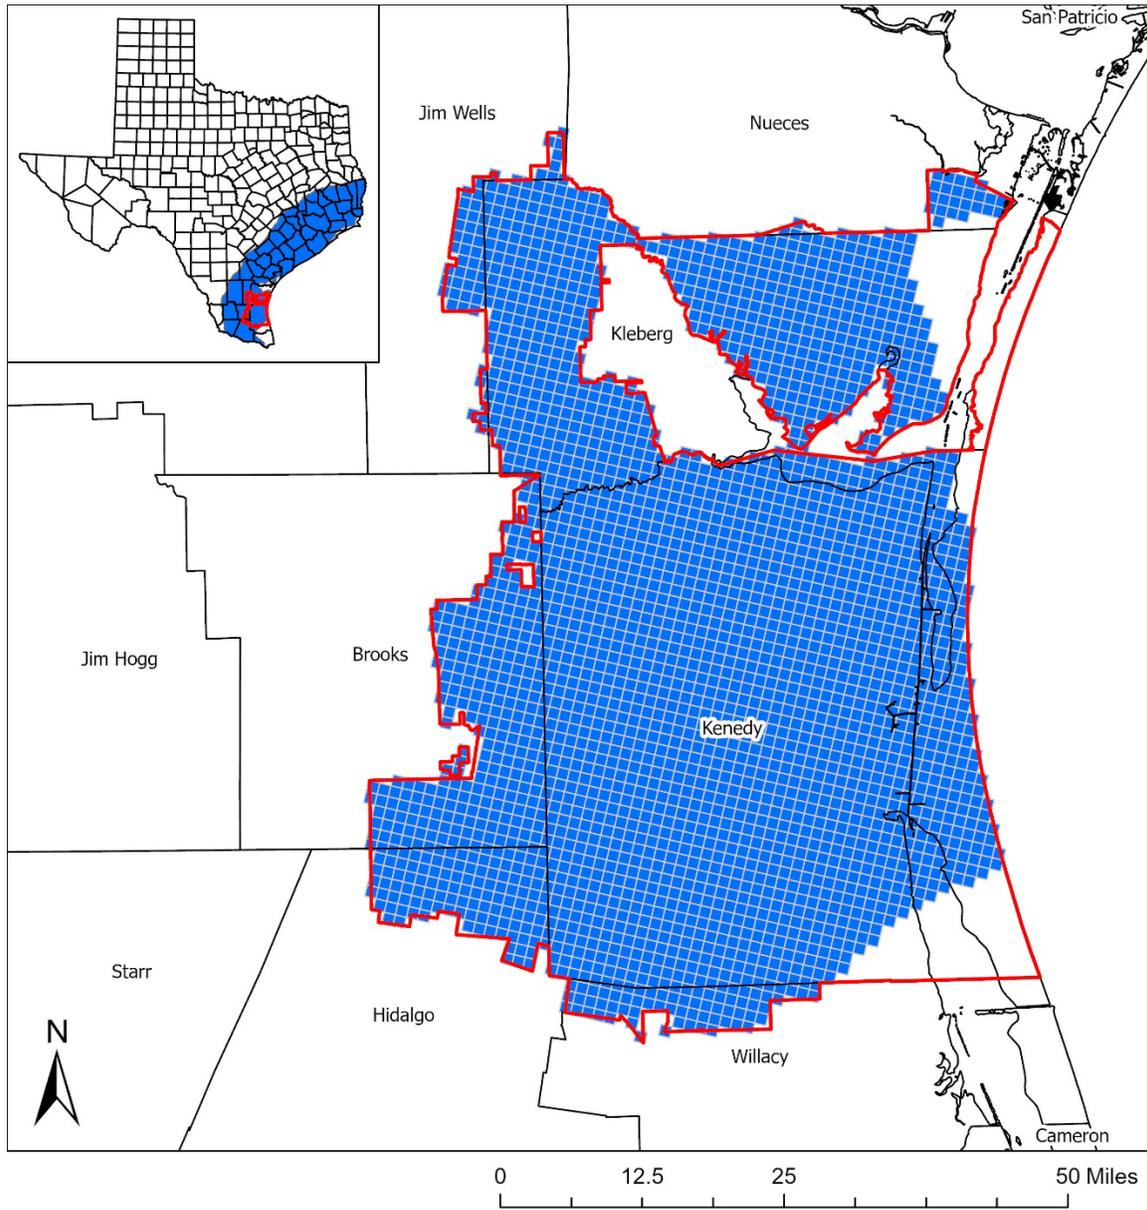 San Patricio
Jim Wells
Nueces
Kleberg
Jim Hogg
Brooks
Kenedy
Starr
Hidalgo
N
Willacy
Cameron
0 12.5 25 50 Miles